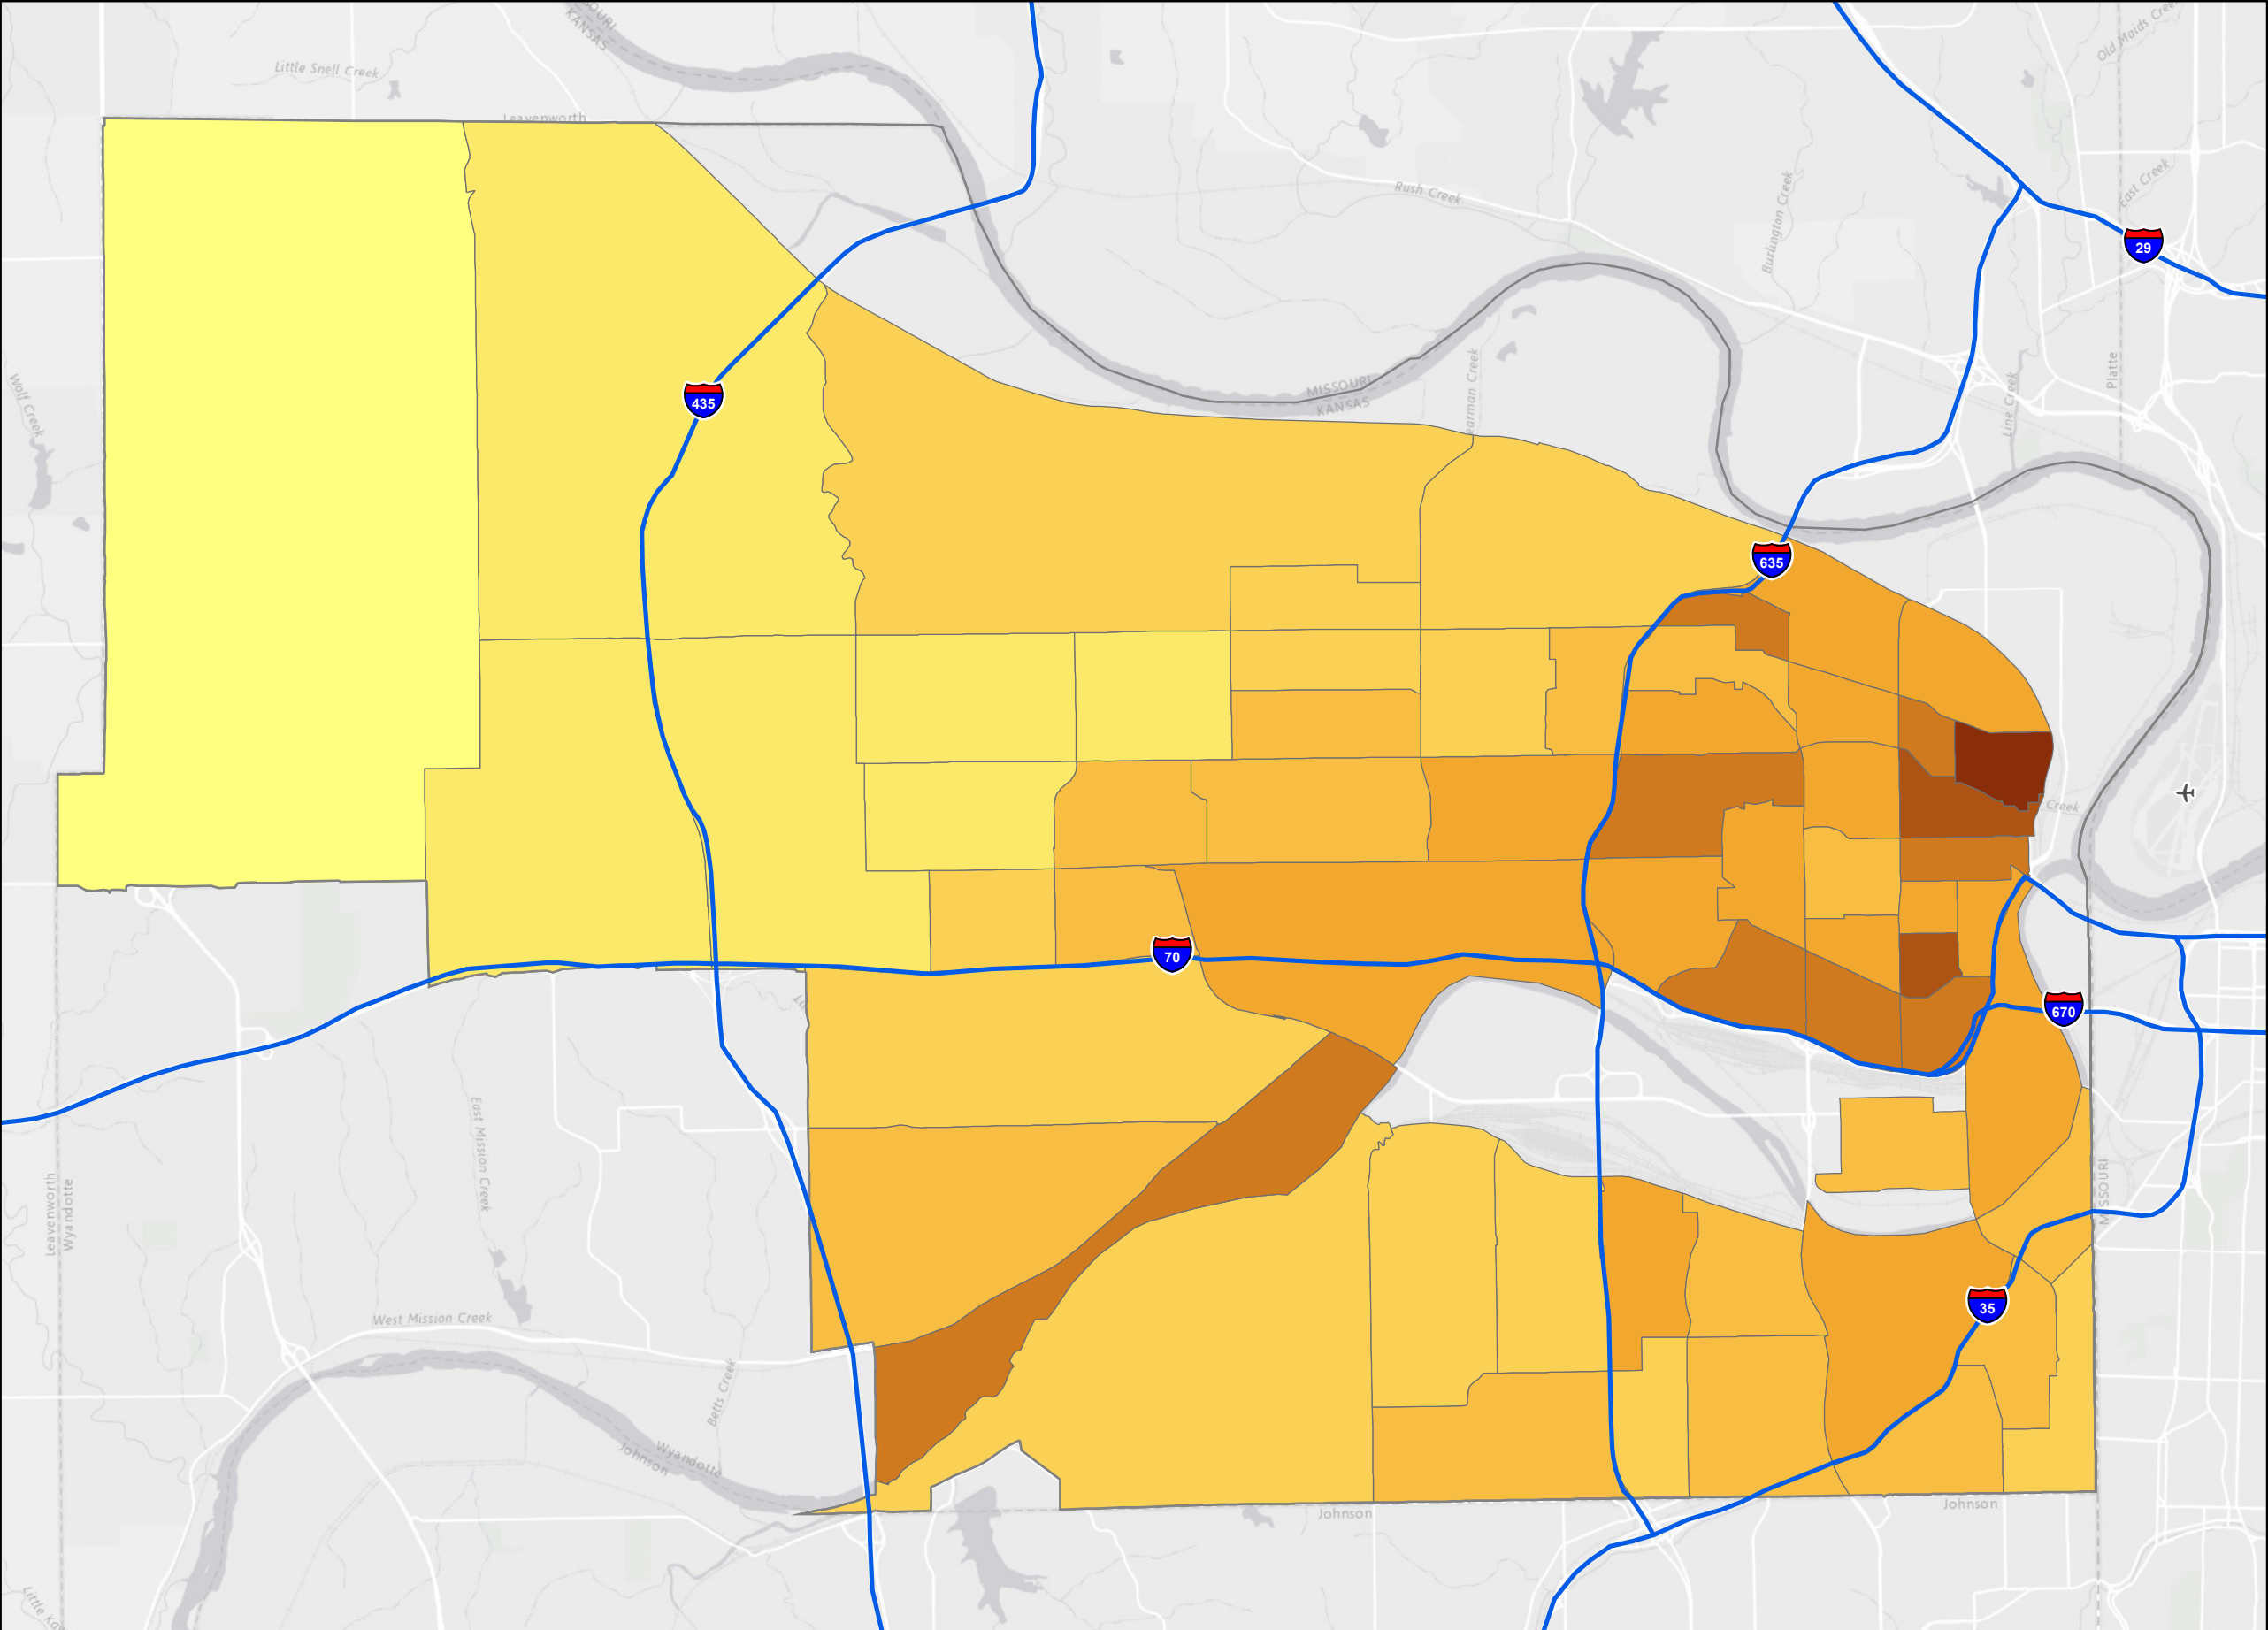 KANSAS
Little Snell Creek
Leavenworth
Old Maids Creek
East Creek
Rush Creek
Burlington Creek
29
Platte
Line Creek
MISSOURI
KANSAS
435
Wolf Creek
635
Creek
70
670
East Mission Creek
Leavenworth
Wyandotte
MISSOURI
West Mission Creek
35
Betts Creek
Wyandotte
Johnson
Johnson
Johnson